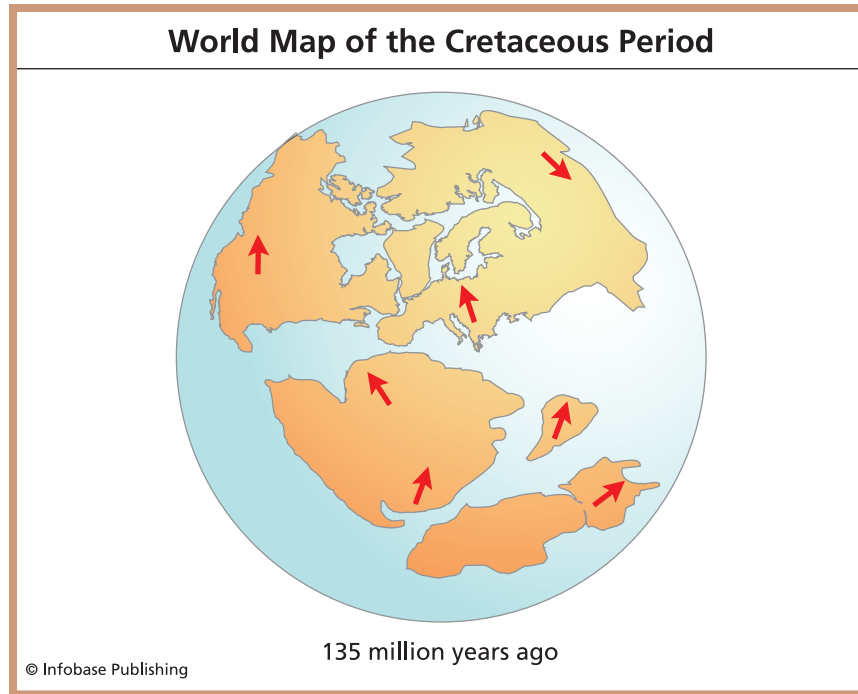 World Map of the Cretaceous Period
135 million years ago
© Infobase Publishing